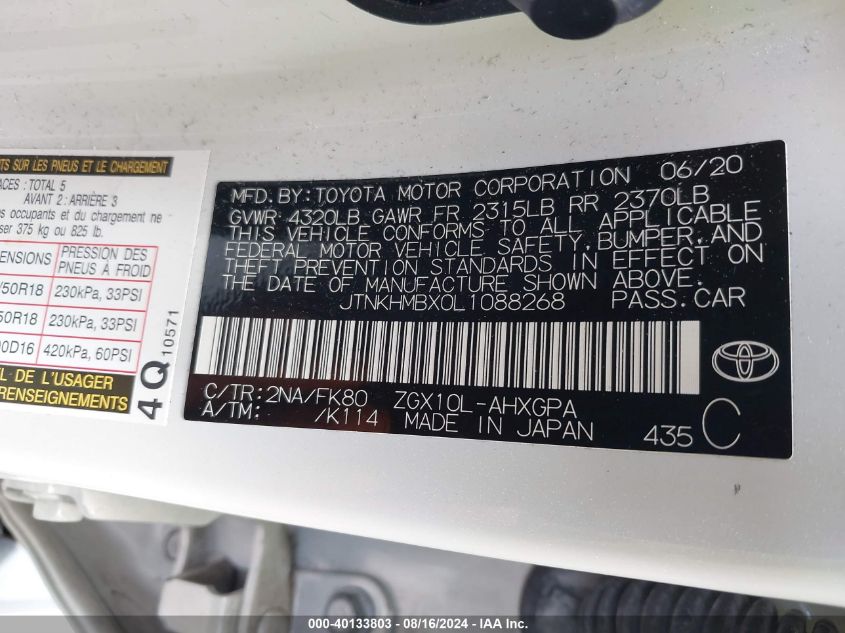 TS SUR LES PNEUS ET LE CHARGEMENT
ACES : TOTAL 5
AVANT 2 : ARRIÈRE 3
es occupants et du chargement ne
ser 375 kg ou 825 lb.
ENSIONS PRESSION DES PNEUS À FROID
/50R18 230kPa, 33PSI
50R18 230kPa, 33PSI
00D16 420kPa, 60PSI
EL DE L'USAGER
RENSEIGNEMENTS
4Q 10571
06/20
MFD. BY: TOYOTA MOTOR CORPORATION
GVWR 4320LB GAWR FR 2315LB RR 2370LB
THIS VEHICLE CONFORMS TO ALL APPLICABLE
FEDERAL MOTOR VEHICLE SAFETY, BUMPER, AND
THEFT PREVENTION STANDARDS IN EFFECT ON
THE DATE OF MANUFACTURE SHOWN ABOVE.
JTNKHMBX0L1088268 PASS.CAR
C/TR: 2NA/FK80 ZGX10L-AHXGPA
A/TM: /K114 MADE IN JAPAN 435 C
000-40133803 - 08/16/2024 - IAA Inc.